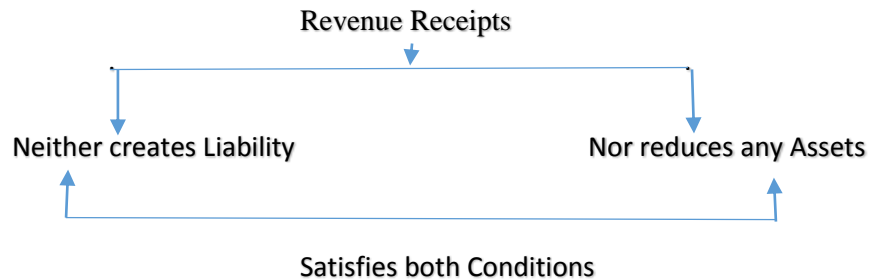 Revenue Receipts
Neither creates Liability
Nor reduces any Assets
Satisfies both Conditions